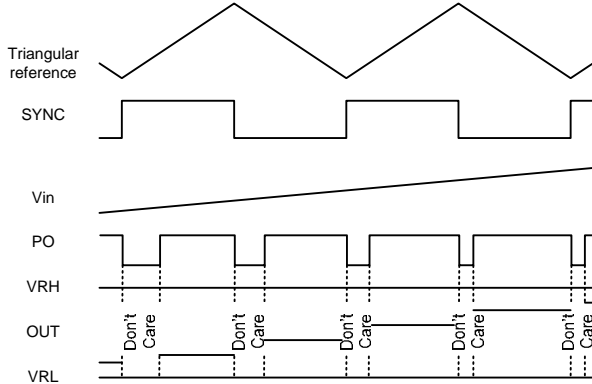 Triangular
reference
SYNC
Vin
PO
VRH
OUT
VRL
Don't
Care
Don't
Care
Don't
Care
Don't
Care
Don't
Care